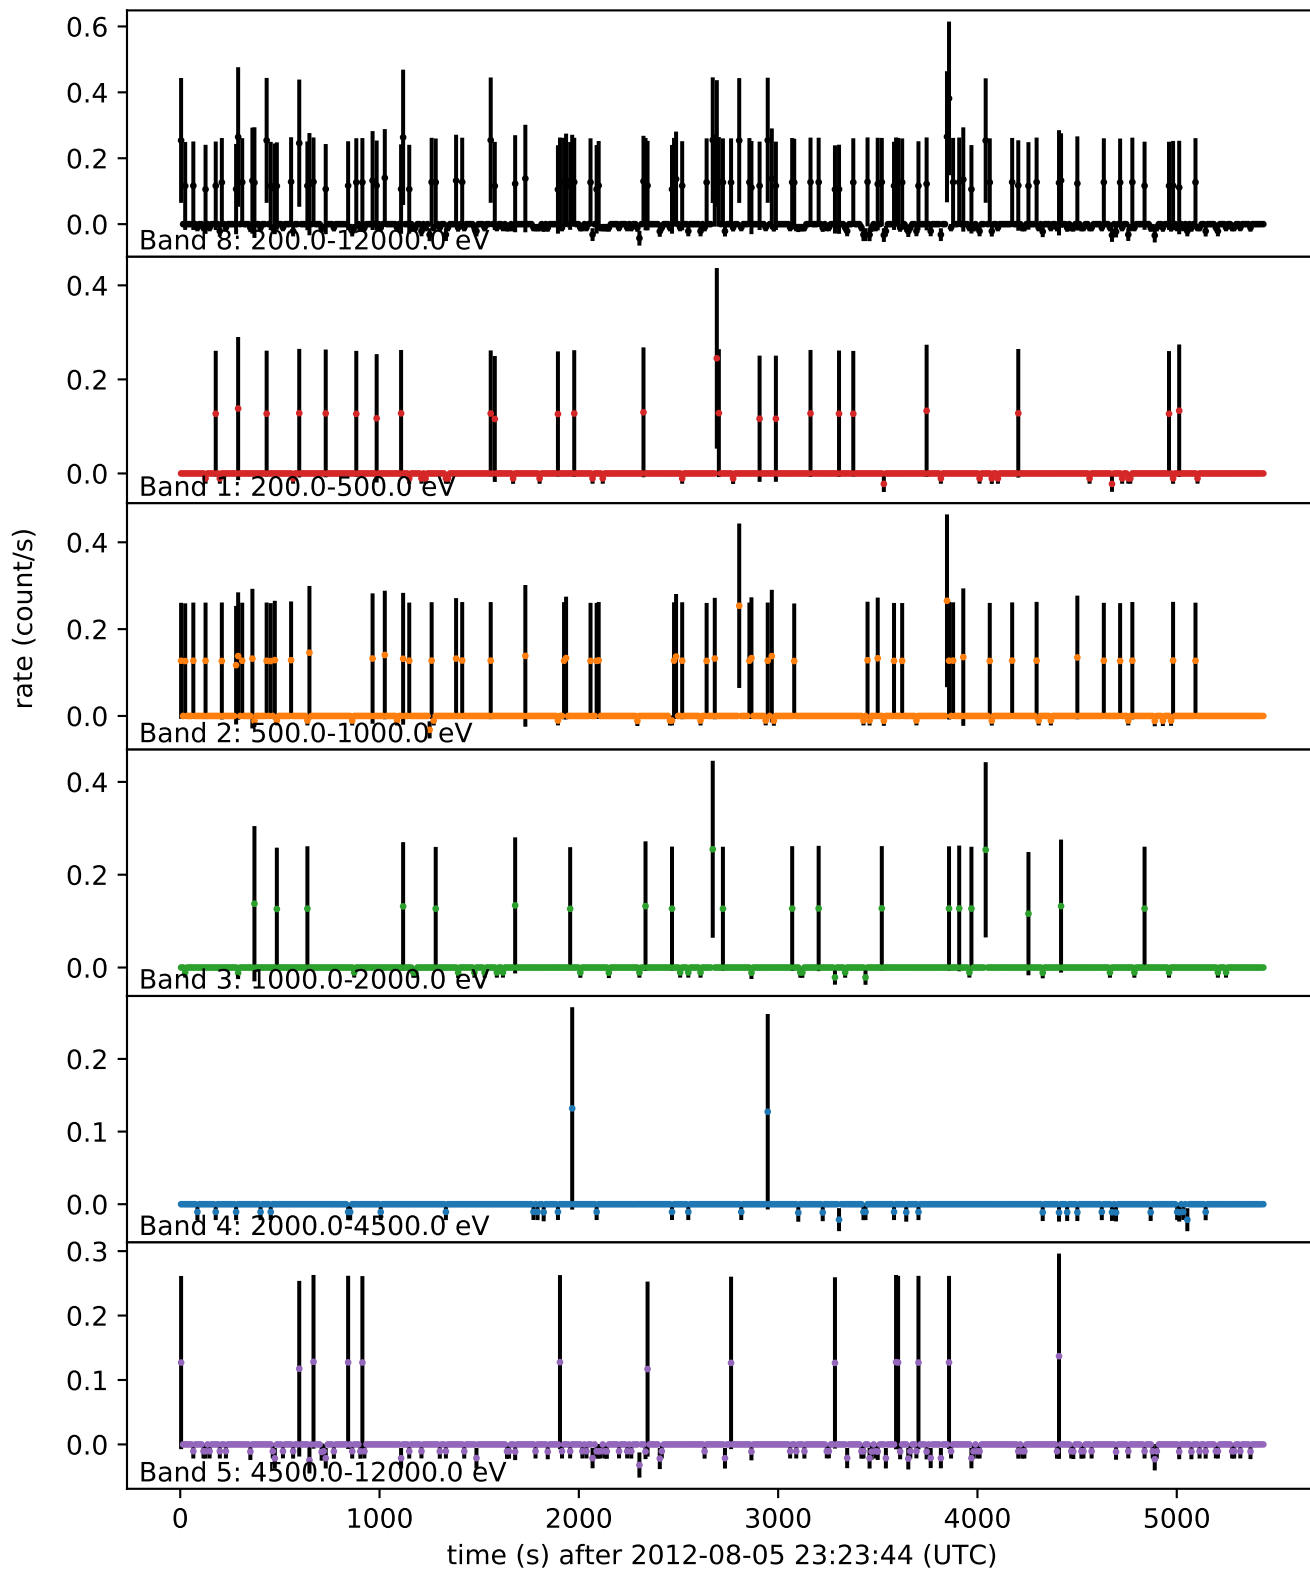 0.6
0.4
0.2
0.0
Band 8: 200.0-12000.0 eV
0.4
0.2
0.0
Band 1: 200.0-500.0 eV
rate (count/s)
0.4
0.2
0.0
Band 2: 500.0-1000.0 eV
0.4
0.2
0.0
Band 3: 1000.0-2000.0 eV
0.2
0.1
0.0
Band 4: 2000.0-4500.0 eV
0.3
0.2
0.1
0.0
Band 5: 4500.0-12000.0 eV
0 1000 2000 3000 4000 5000
time (s) after 2012-08-05 23:23:44 (UTC)